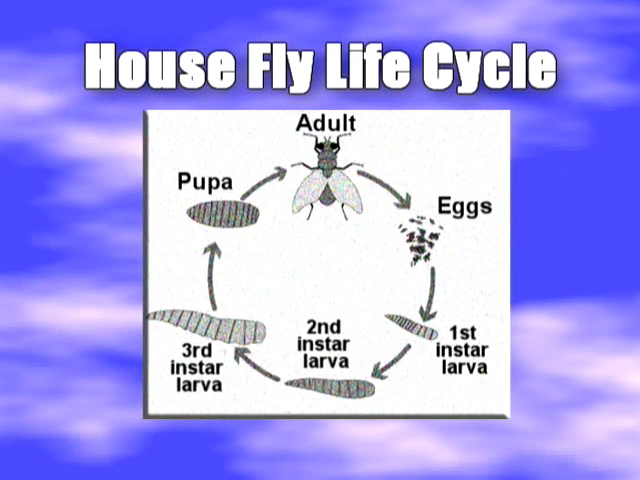 House Fly Life Cycle
Adult
Pupa
Eggs
1st
instar
larva
2nd
instar
larva
3rd
instar
larva